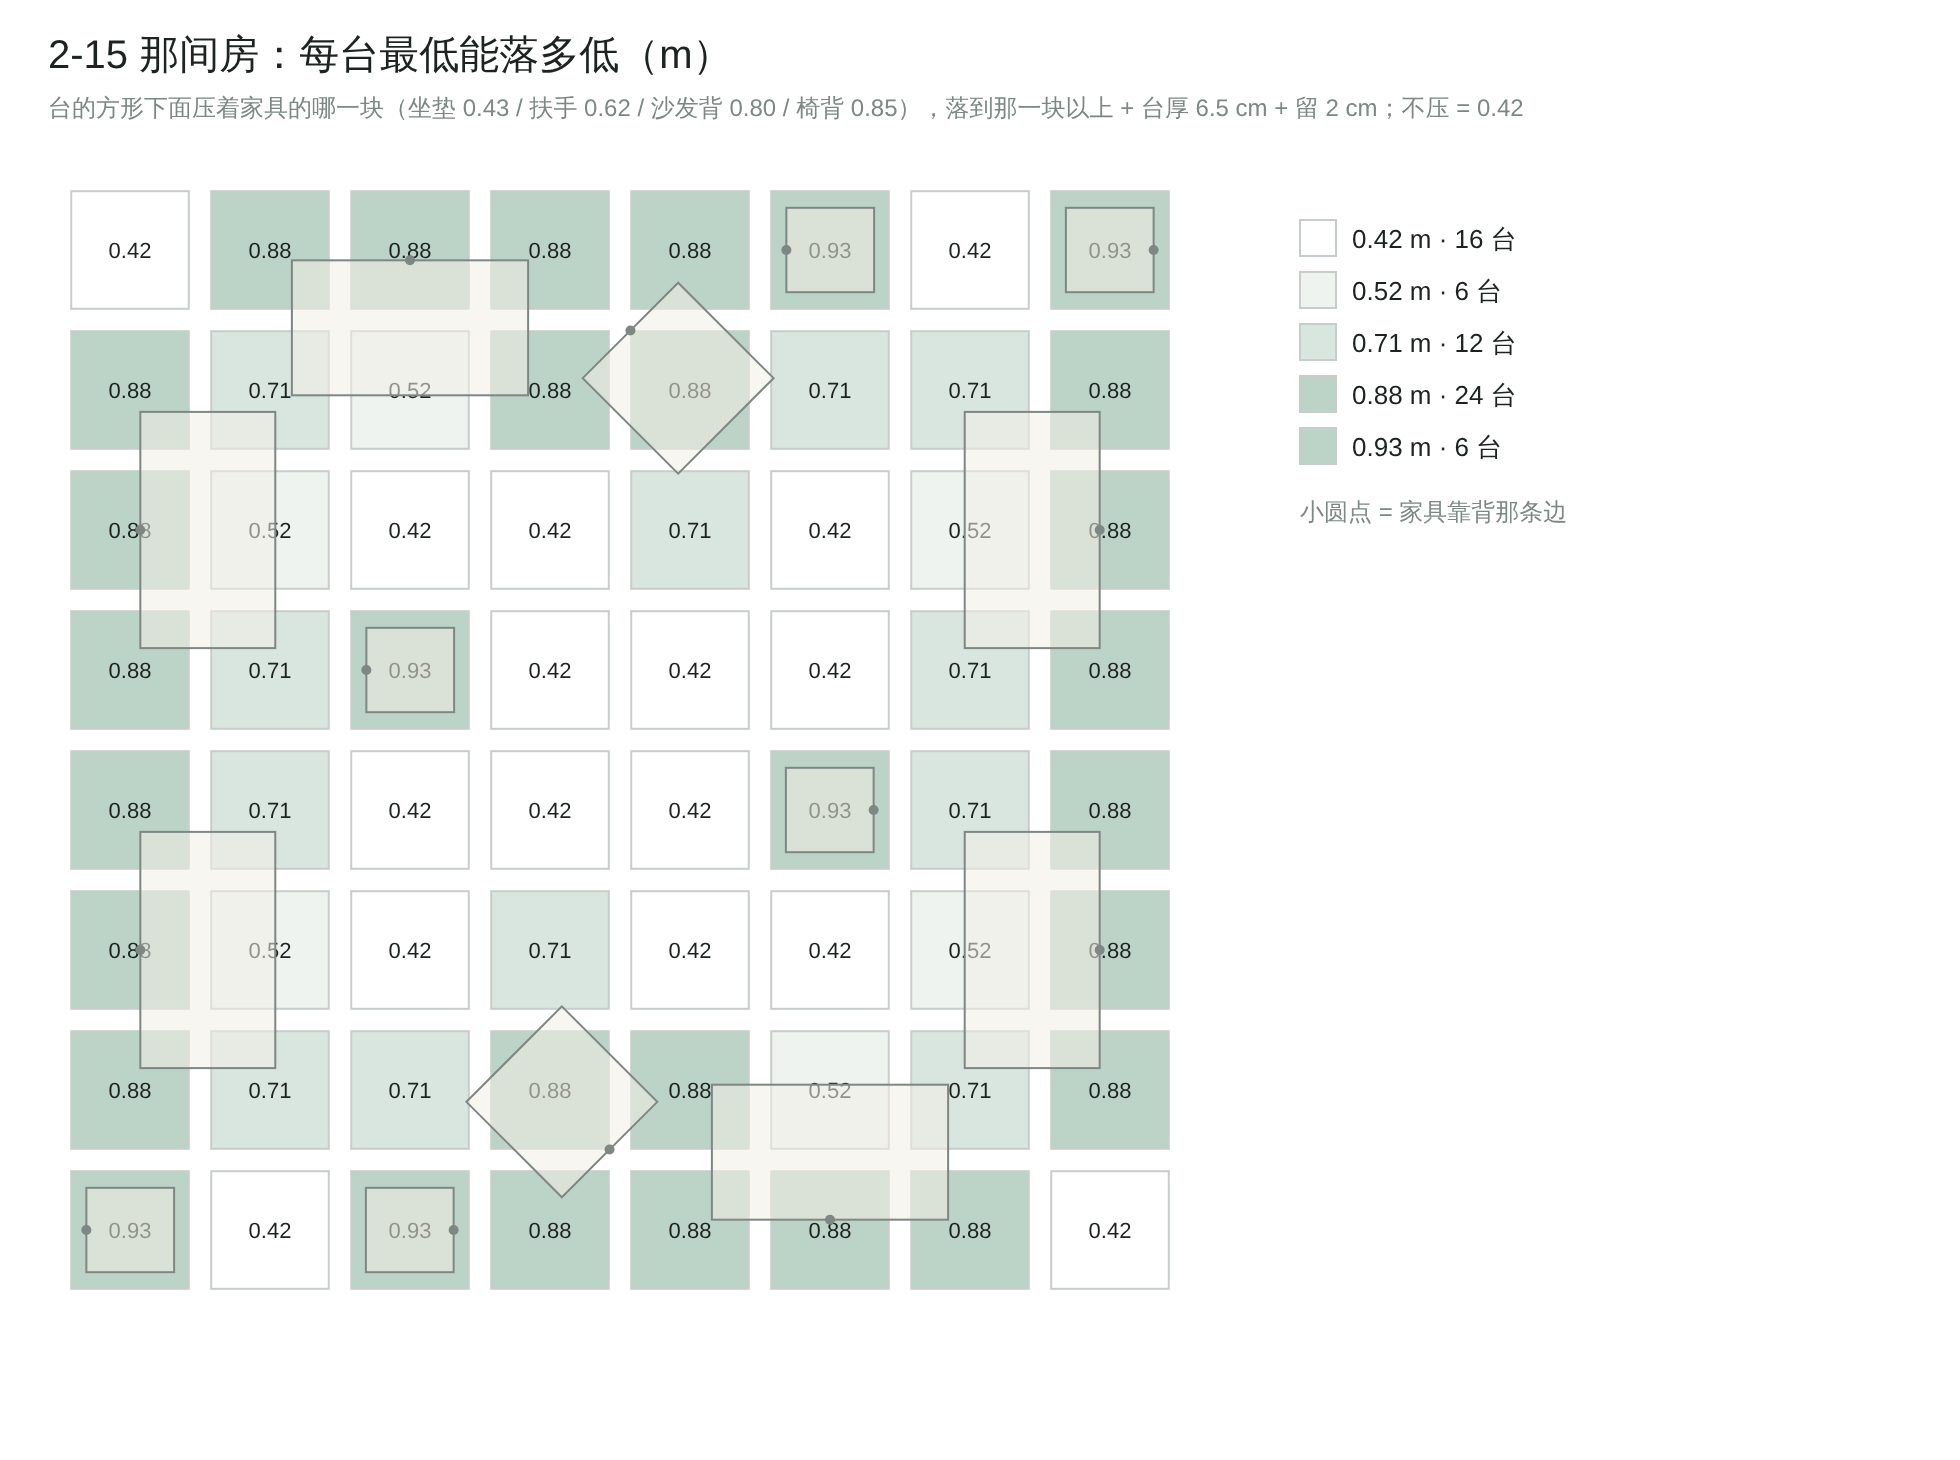 2-15 那间房：每台最低能落多低（m）
台的方形下面压着家具的哪一块（坐垫 0.43 / 扶手 0.62 / 沙发背 0.80 / 椅背 0.85），落到那一块以上 + 台厚 6.5 cm + 留 2 cm；不压 = 0.42
0.42 0.88 0.88 0.88 0.88 0.93 0.42 0.93
0.88 0.71 0.52 0.88 0.88 0.71 0.71 0.88
0.88 0.52 0.42 0.42 0.71 0.42 0.52 0.88
0.88 0.71 0.93 0.42 0.42 0.42 0.71 0.88
0.88 0.71 0.42 0.42 0.42 0.93 0.71 0.88
0.88 0.52 0.42 0.71 0.42 0.42 0.52 0.88
0.88 0.71 0.71 0.88 0.88 0.52 0.71 0.88
0.93 0.42 0.93 0.88 0.88 0.88 0.88 0.42
0.42 m · 16 台
0.52 m · 6 台
0.71 m · 12 台
0.88 m · 24 台
0.93 m · 6 台
小圆点 = 家具靠背那条边